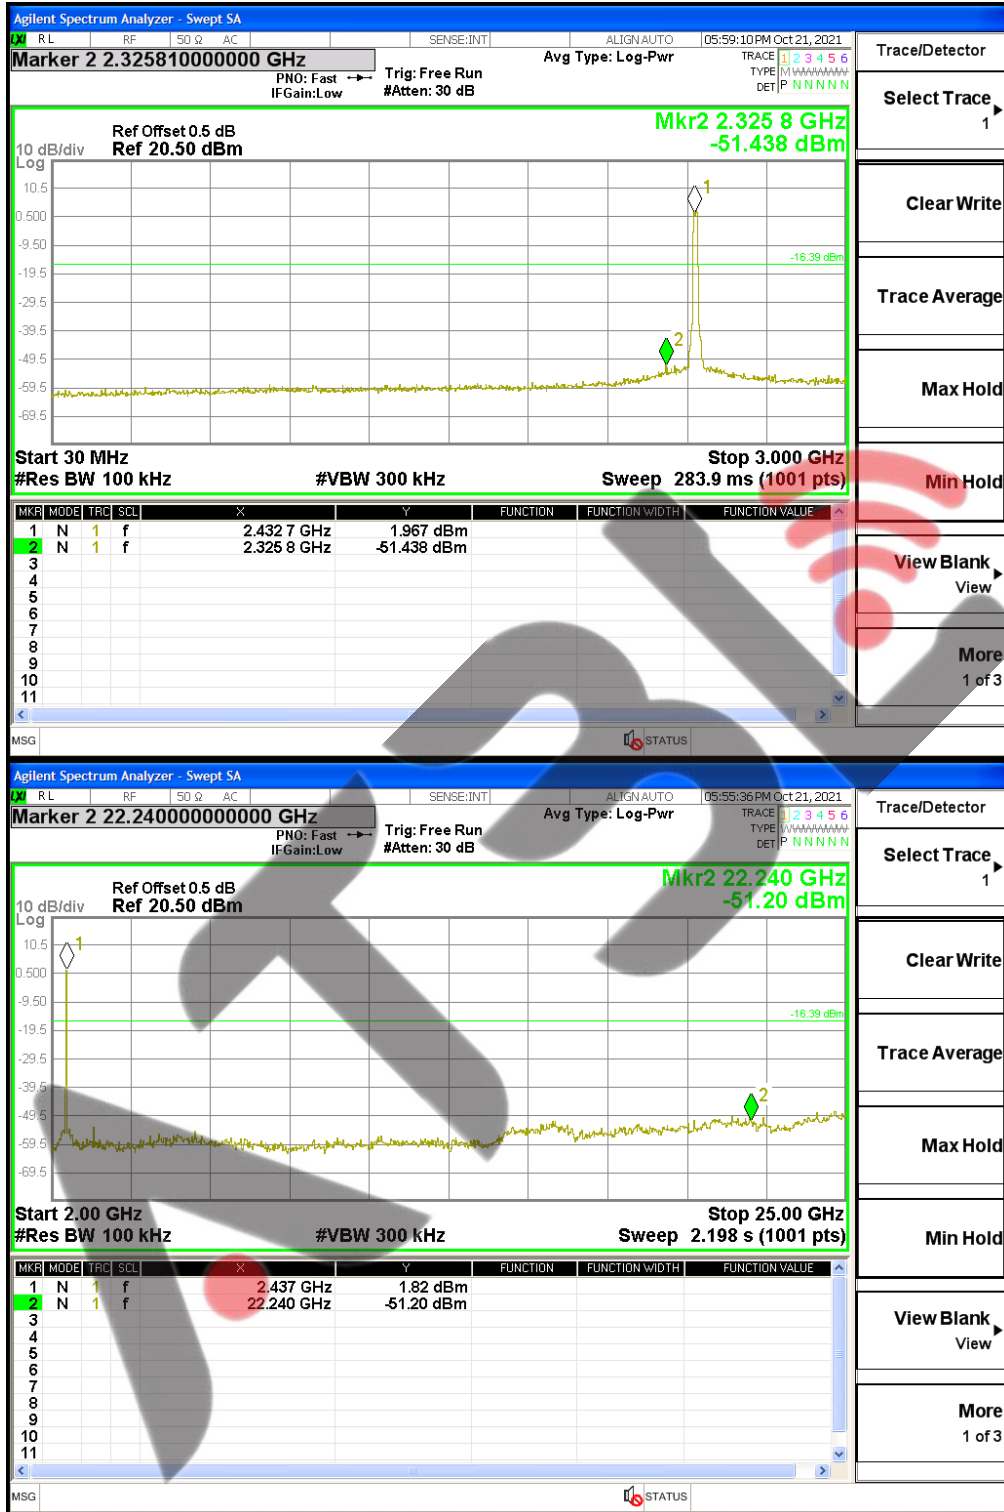 Agilent Spectrum Analyzer - Swept SA
LXI RL RF 50 Ω AC SENSE:INT ALIGN AUTO 05:59:10 PM Oct 21, 2021
Marker 2 2.325810000000 GHz
PNO: Fast
IFGain:Low
Trig: Free Run
#Atten: 30 dB
Avg Type: Log-Pwr
TRACE 1 2 3 4 5 6
TYPE M
DET P N N N N N
Trace/Detector
Select Trace
1
Clear Write
Trace Average
Max Hold
Min Hold
View Blank
View
More
1 of 3
Mkr2 2.325 8 GHz
-51.438 dBm
Ref Offset 0.5 dB
10 dB/div Ref 20.50 dBm
Log
10.5
0.500
-9.50
-19.5
-29.5
-39.5
-49.5
-59.5
-69.5
1
-16.39 dBm
2
Start 30 MHz Stop 3.000 GHz
#Res BW 100 kHz #VBW 300 kHz Sweep 283.9 ms (1001 pts)
MKR MODE TRC SCL X Y FUNCTION FUNCTION WIDTH FUNCTION VALUE
1 N 1 f 2.432 7 GHz 1.967 dBm
2 N 1 f 2.325 8 GHz -51.438 dBm
3
4
5
6
7
8
9
10
11
MSG STATUS
Agilent Spectrum Analyzer - Swept SA
LXI RL RF 50 Ω AC SENSE:INT ALIGN AUTO 05:55:36 PM Oct 21, 2021
Marker 2 22.240000000000 GHz
PNO: Fast
IFGain:Low
Trig: Free Run
#Atten: 30 dB
Avg Type: Log-Pwr
TRACE 1 2 3 4 5 6
TYPE
DET P N N N N N
Trace/Detector
Select Trace
1
Clear Write
Trace Average
Max Hold
Min Hold
View Blank
View
More
1 of 3
Mkr2 22.240 GHz
-51.20 dBm
Ref Offset 0.5 dB
10 dB/div Ref 20.50 dBm
Log
10.5
0.500
-9.50
-19.5
-29.5
-39.5
-49.5
-59.5
-69.5
1
-16.39 dBm
2
Start 2.00 GHz Stop 25.00 GHz
#Res BW 100 kHz #VBW 300 kHz Sweep 2.198 s (1001 pts)
MKR MODE TRC SCL X Y FUNCTION FUNCTION WIDTH FUNCTION VALUE
1 N 1 f 2.437 GHz 1.82 dBm
2 N 1 f 22.240 GHz -51.20 dBm
3
4
5
6
7
8
9
10
11
MSG STATUS